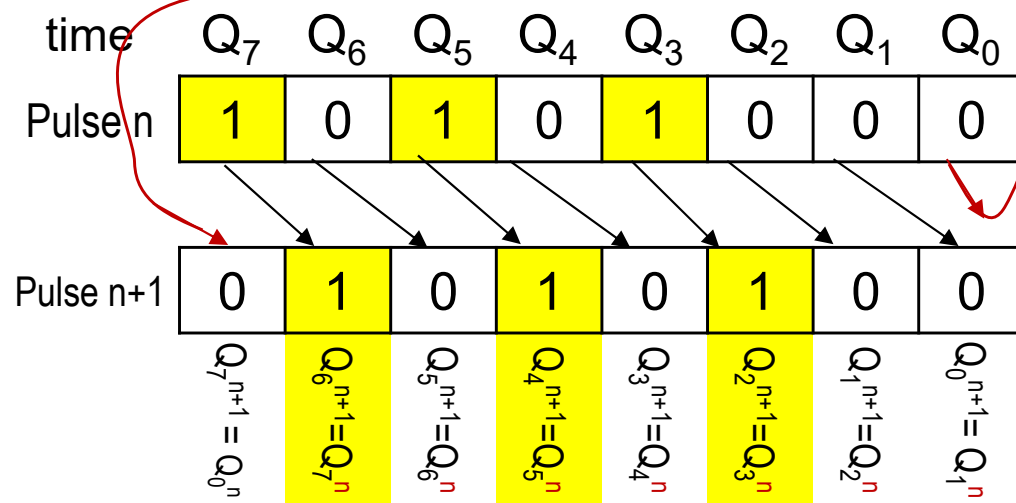 time Q₇ Q₆ Q₅ Q₄ Q₃ Q₂ Q₁ Q₀
Pulse n 1 0 1 0 1 0 0 0
Pulse n+1 0 1 0 1 0 1 0 0
Q₇ⁿ⁺¹ = Q₀ⁿ
Q₆ⁿ⁺¹=Q₇ⁿ
Q₅ⁿ⁺¹=Q₆ⁿ
Q₄ⁿ⁺¹=Q₅ⁿ
Q₃ⁿ⁺¹=Q₄ⁿ
Q₂ⁿ⁺¹=Q₃ⁿ
Q₁ⁿ⁺¹=Q₂ⁿ
Q₀ⁿ⁺¹= Q₁ⁿ